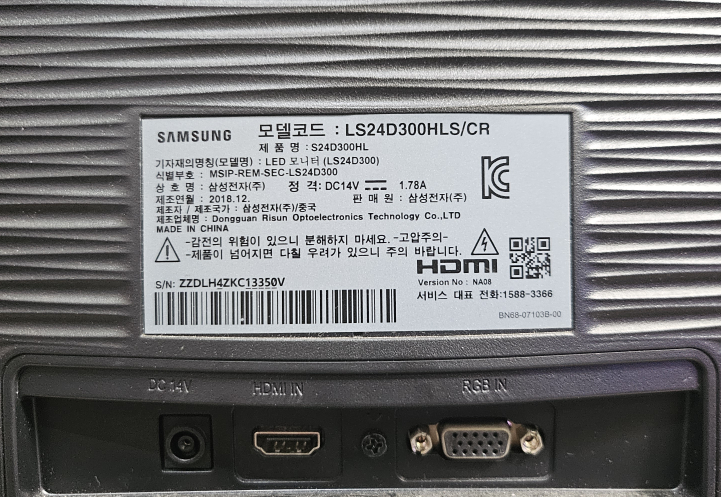 SAMSUNG 모델코드 : LS24D300HLS/CR
제 품 명 : S24D300HL
기자재의명칭(모델명) : LED 모니터 (LS24D300)
식별부호 : MSIP-REM-SEC-LS24D300
상 호 명 : 삼성전자(주) 정 격: DC14V 1.78A
제조연월 : 2018.12. 판 매 원 : 삼성전자(주)
제조자 / 제조국가 : 삼성전자(주)/중국
제조업체명 : Dongguan Risun Optoelectronics Technology Co.,LTD
MADE IN CHINA
-감전의 위험이 있으니 분해하지 마세요. -고압주의-
-제품이 넘어지면 다칠 우려가 있으니 주의 바랍니다.
HDMI
S/N: ZZDLH4ZKC13350V Version No : NA08
서비스 대표 전화:1588-3366
BN68-07103B-00
DC 14V HDMI IN RGB IN